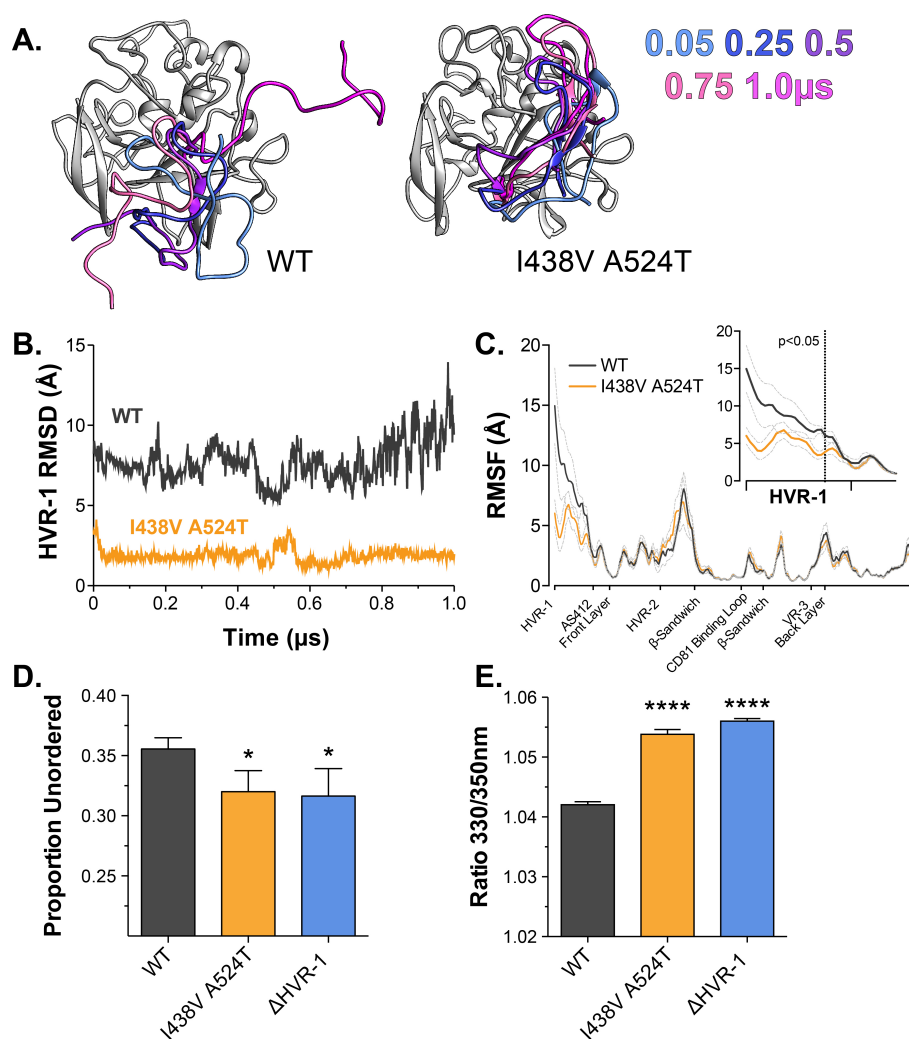 A.
0.05 0.25 0.5
0.75 1.0µs
WT
I438V A524T
B.
HVR-1 RMSD (Å)
15
10
5
0
WT
I438V A524T
0
0.2
0.4
0.6
0.8
1.0
Time (µs)
C.
RMSF (Å)
20
15
10
5
0
WT
I438V A524T
20
15
10
5
0
p<0.05
HVR-1
HVR-1
AS412
Front Layer
HVR-2
β-Sandwich
CD81 Binding Loop
β-Sandwich
VR-3
Back Layer
D.
Proportion Unordered
0.40
0.35
0.30
0.25
*
*
WT
I438V A524T
ΔHVR-1
E.
Ratio 330/350nm
1.06
1.05
1.04
1.03
1.02
****
****
WT
I438V A524T
ΔHVR-1